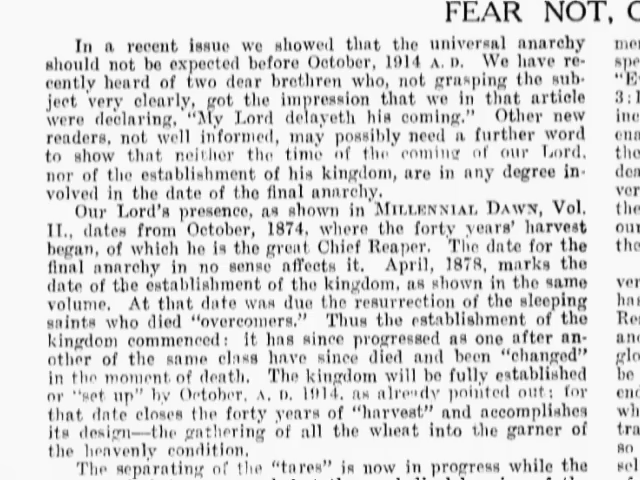 FEAR NOT,
In a recent issue we showed that the universal anarchy
should not be expected before October, 1914 A. D. We have re-
cently heard of two dear brethren who, not grasping the sub-
ject very clearly, got the impression that we in that article
were declaring, "My Lord delayeth his coming." Other new
readers, not well informed, may possibly need a further word
to show that neither the time of the coming of our Lord,
nor of the establishment of his kingdom, are in any degree in-
volved in the date of the final anarchy.
Our Lord's presence, as shown in MILLENNIAL DAWN, Vol.
II., dates from October, 1874, where the forty years' harvest
began, of which he is the great Chief Reaper. The date for the
final anarchy in no sense affects it. April, 1878, marks the
date of the establishment of the kingdom, as shown in the same
volume. At that date was due the resurrection of the sleeping
saints who died "overcomers." Thus the establishment of the
kingdom commenced: it has since progressed as one after an-
other of the same class have since died and been "changed"
in the moment of death. The kingdom will be fully established
or "set up" by October, A. D. 1914, as already pointed out; for
that date closes the forty years of "harvest" and accomplishes
its design—the gathering of all the wheat into the garner of
the heavenly condition.
The separating of the "tares" is now in progress while the